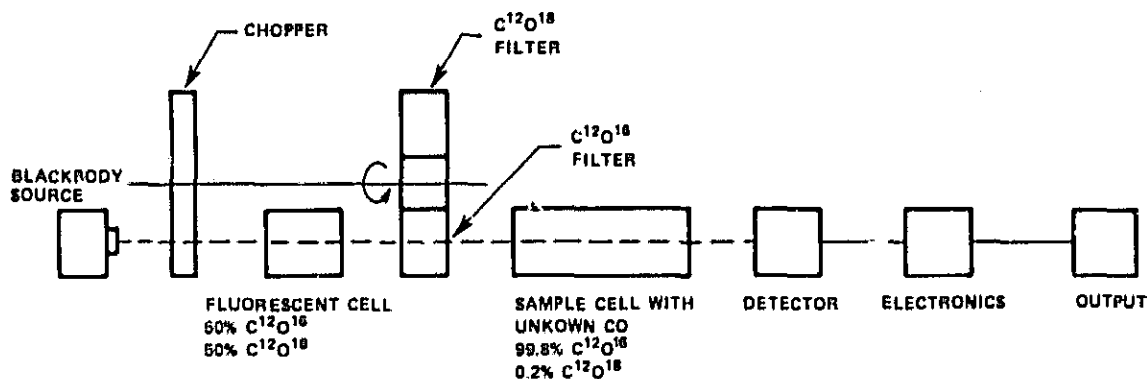 CHOPPER
C¹²O¹⁸
FILTER
C¹²O¹⁶
FILTER
BLACKRODY
SOURCE
FLUORESCENT CELL
60% C¹²O¹⁶
50% C¹²O¹⁸
SAMPLE CELL WITH
UNKOWN CO
99.8% C¹²O¹⁶
0.2% C¹²O¹⁸
DETECTOR
ELECTRONICS
OUTPUT